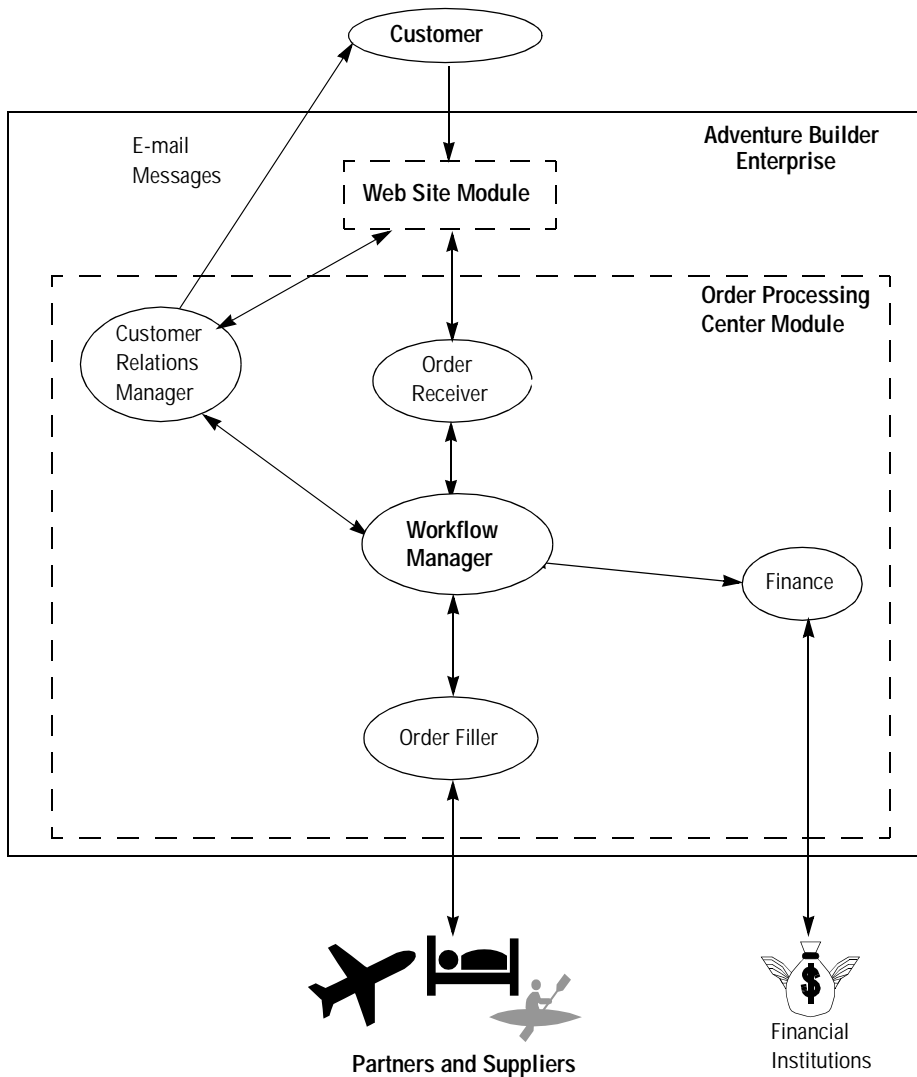 Customer
E-mail
Messages
Adventure Builder
Enterprise
Web Site Module
Order Processing
Center Module
Customer
Relations
Manager
Order
Receiver
Workflow
Manager
Finance
Order Filler
$
Partners and Suppliers
Financial
Institutions